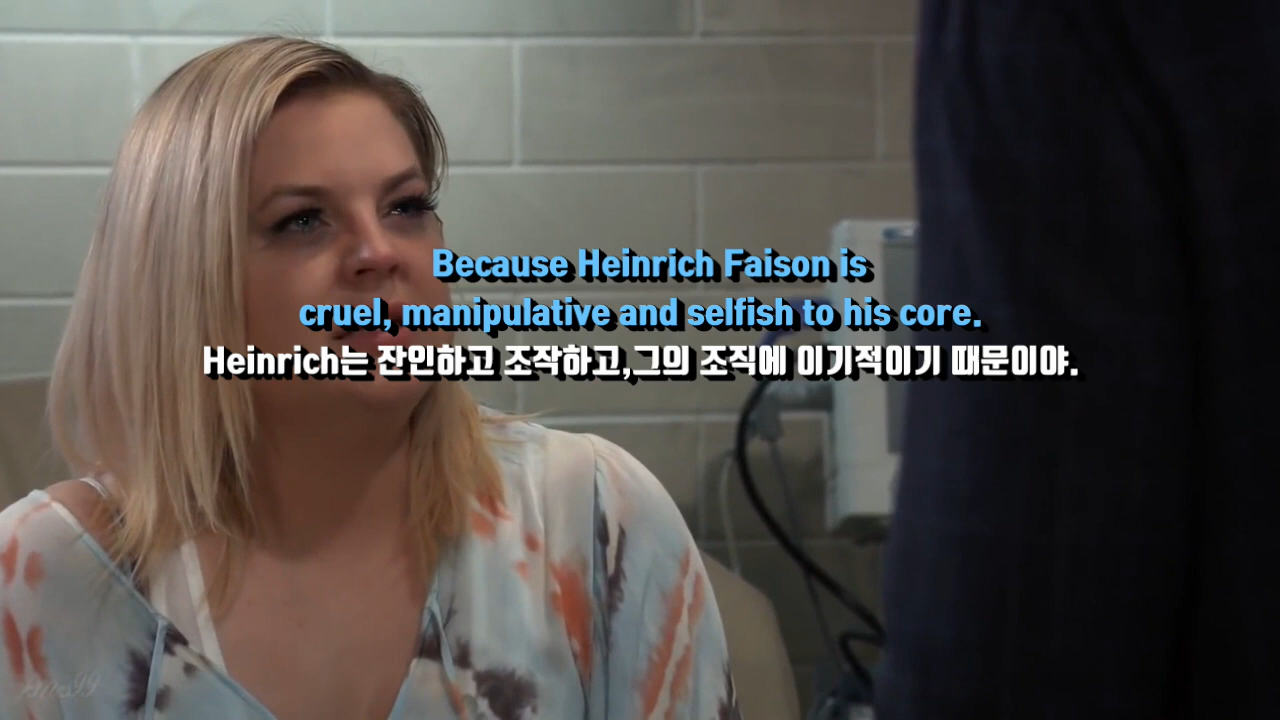 Because Heinrich Faison is
cruel, manipulative and selfish to his core.
Heinrich는 잔인하고 조작하고,그의 조직에 이기적이기 때문이야.